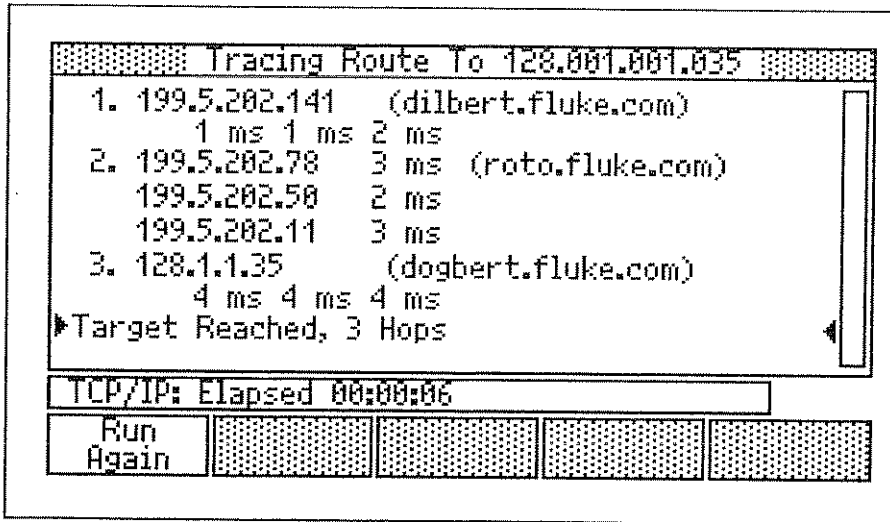 Tracing Route To 128.001.001.035
1. 199.5.202.141 (dilbert.fluke.com)
1 ms 1 ms 2 ms
2. 199.5.202.78 3 ms (roto.fluke.com)
199.5.202.50 2 ms
199.5.202.11 3 ms
3. 128.1.1.35 (dogbert.fluke.com)
4 ms 4 ms 4 ms
Target Reached, 3 Hops
TCP/IP: Elapsed 00:00:06
Run
Again